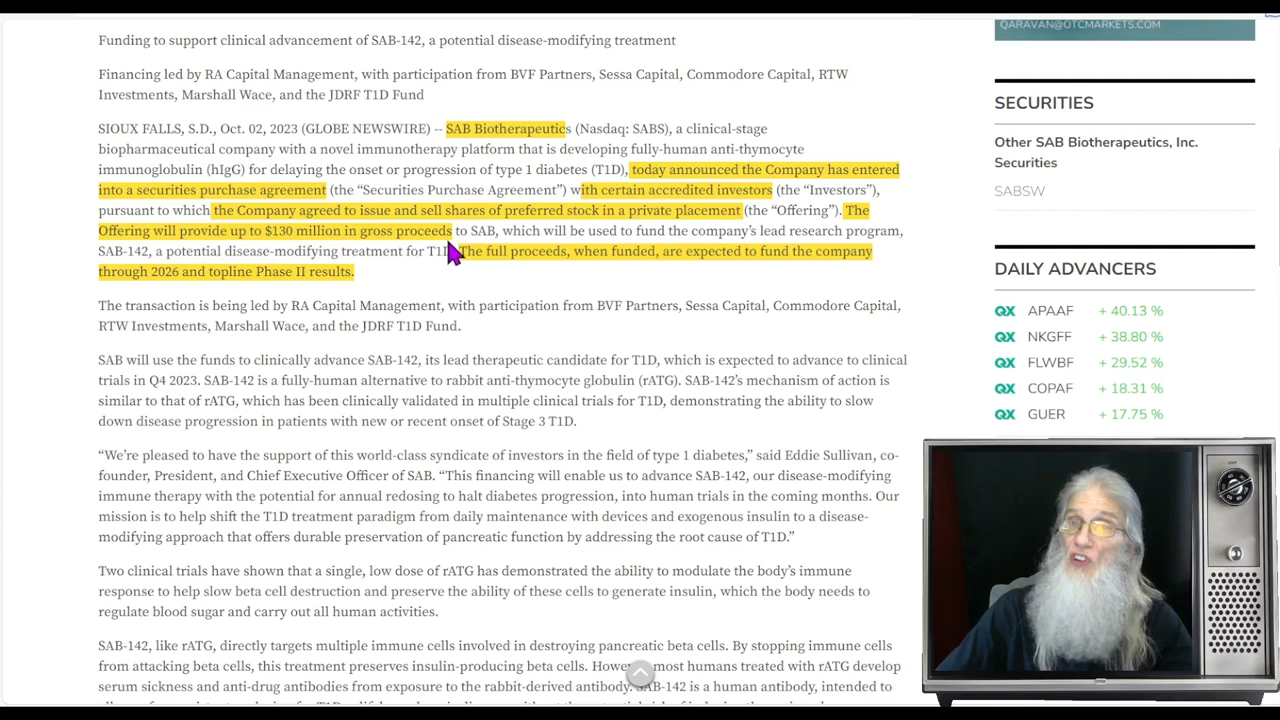 QARAVAN@OTCMARKETS.COM
Funding to support clinical advancement of SAB-142, a potential disease-modifying treatment
Financing led by RA Capital Management, with participation from BVF Partners, Sessa Capital, Commodore Capital, RTW
Investments, Marshall Wace, and the JDRF T1D Fund
SIOUX FALLS, S.D., Oct. 02, 2023 (GLOBE NEWSWIRE) -- SAB Biotherapeutics (Nasdaq: SABS), a clinical-stage
biopharmaceutical company with a novel immunotherapy platform that is developing fully-human anti-thymocyte
immunoglobulin (hIgG) for delaying the onset or progression of type 1 diabetes (T1D), today announced the Company has entered
into a securities purchase agreement (the “Securities Purchase Agreement”) with certain accredited investors (the “Investors”),
pursuant to which the Company agreed to issue and sell shares of preferred stock in a private placement (the “Offering”). The
Offering will provide up to $130 million in gross proceeds to SAB, which will be used to fund the company’s lead research program,
SAB-142, a potential disease-modifying treatment for T1D. The full proceeds, when funded, are expected to fund the company
through 2026 and topline Phase II results.
The transaction is being led by RA Capital Management, with participation from BVF Partners, Sessa Capital, Commodore Capital,
RTW Investments, Marshall Wace, and the JDRF T1D Fund.
SAB will use the funds to clinically advance SAB-142, its lead therapeutic candidate for T1D, which is expected to advance to clinical
trials in Q4 2023. SAB-142 is a fully-human alternative to rabbit anti-thymocyte globulin (rATG). SAB-142’s mechanism of action is
similar to that of rATG, which has been clinically validated in multiple clinical trials for T1D, demonstrating the ability to slow
down disease progression in patients with new or recent onset of Stage 3 T1D.
“We’re pleased to have the support of this world-class syndicate of investors in the field of type 1 diabetes,” said Eddie Sullivan, co-
founder, President, and Chief Executive Officer of SAB. “This financing will enable us to advance SAB-142, our disease-modifying
immune therapy with the potential for annual redosing to halt diabetes progression, into human trials in the coming months. Our
mission is to help shift the T1D treatment paradigm from daily maintenance with devices and exogenous insulin to a disease-
modifying approach that offers durable preservation of pancreatic function by addressing the root cause of T1D.”
Two clinical trials have shown that a single, low dose of rATG has demonstrated the ability to modulate the body’s immune
response to help slow beta cell destruction and preserve the ability of these cells to generate insulin, which the body needs to
regulate blood sugar and carry out all human activities.
SAB-142, like rATG, directly targets multiple immune cells involved in destroying pancreatic beta cells. By stopping immune cells
from attacking beta cells, this treatment preserves insulin-producing beta cells. However, most humans treated with rATG develop
serum sickness and anti-drug antibodies from exposure to the rabbit-derived antibody. SAB-142 is a human antibody, intended to
SECURITIES
Other SAB Biotherapeutics, Inc.
Securities
SABSW
DAILY ADVANCERS
QX APAAF + 40.13 %
QX NKGFF + 38.80 %
QX FLWBF + 29.52 %
QX COPAF + 18.31 %
QX GUER + 17.75 %